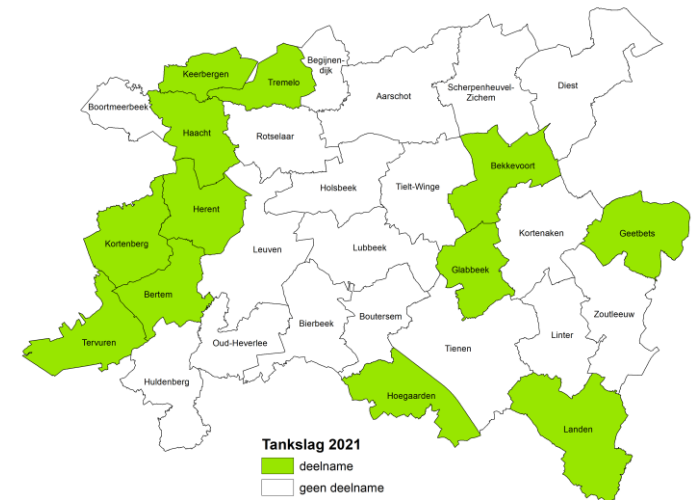 Begijnen-
dijk
Keerbergen
Tremelo
Diest
Scherpenheuvel-
Zichem
Aarschot
Boortmeerbeek
Haacht
Rotselaar
Bekkevoort
Holsbeek
Tielt-Winge
Herent
Kortenaken
Geetbets
Kortenberg
Leuven
Lubbeek
Glabbeek
Bertem
Zoutleeuw
Boutersem
Bierbeek
Linter
Tervuren
Oud-Heverlee
Tienen
Huldenberg
Hoegaarden
Landen
Tankslag 2021
deelname
geen deelname